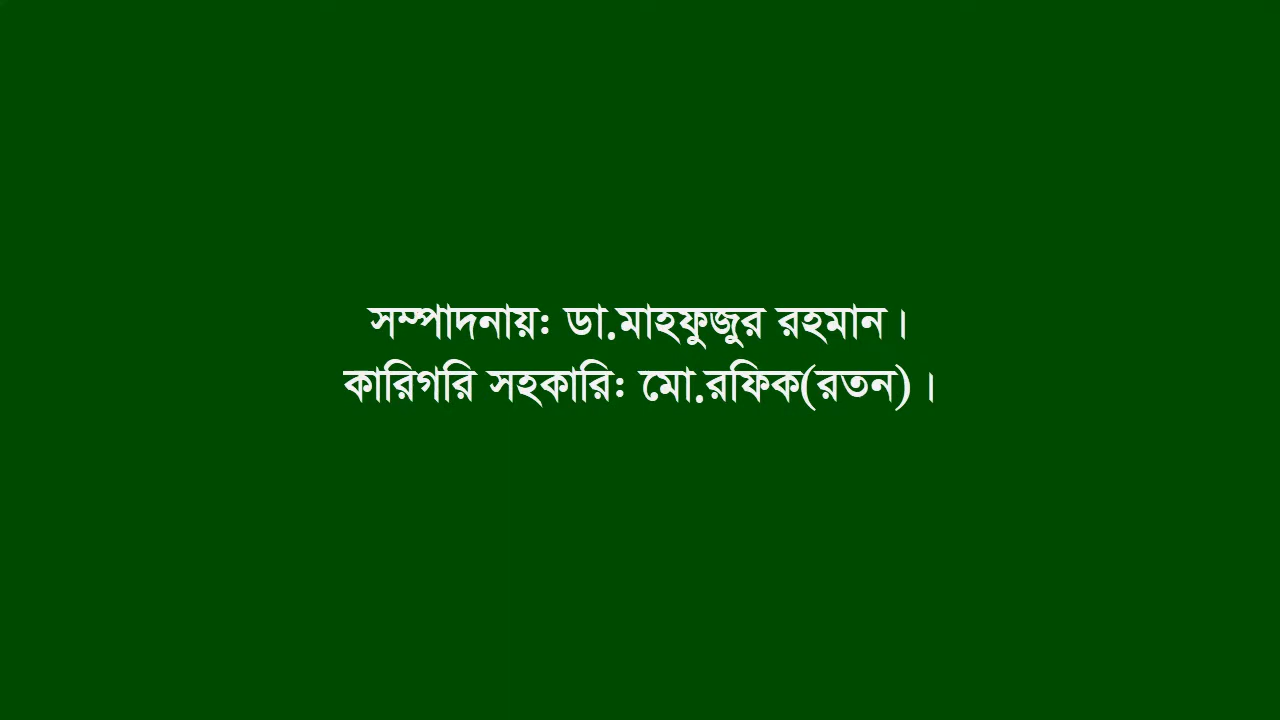 সম্পাদনায়ঃ ডা.মাহফুজুর রহমান।
কারিগরি সহকারিঃ মো.রফিক(রতন)।